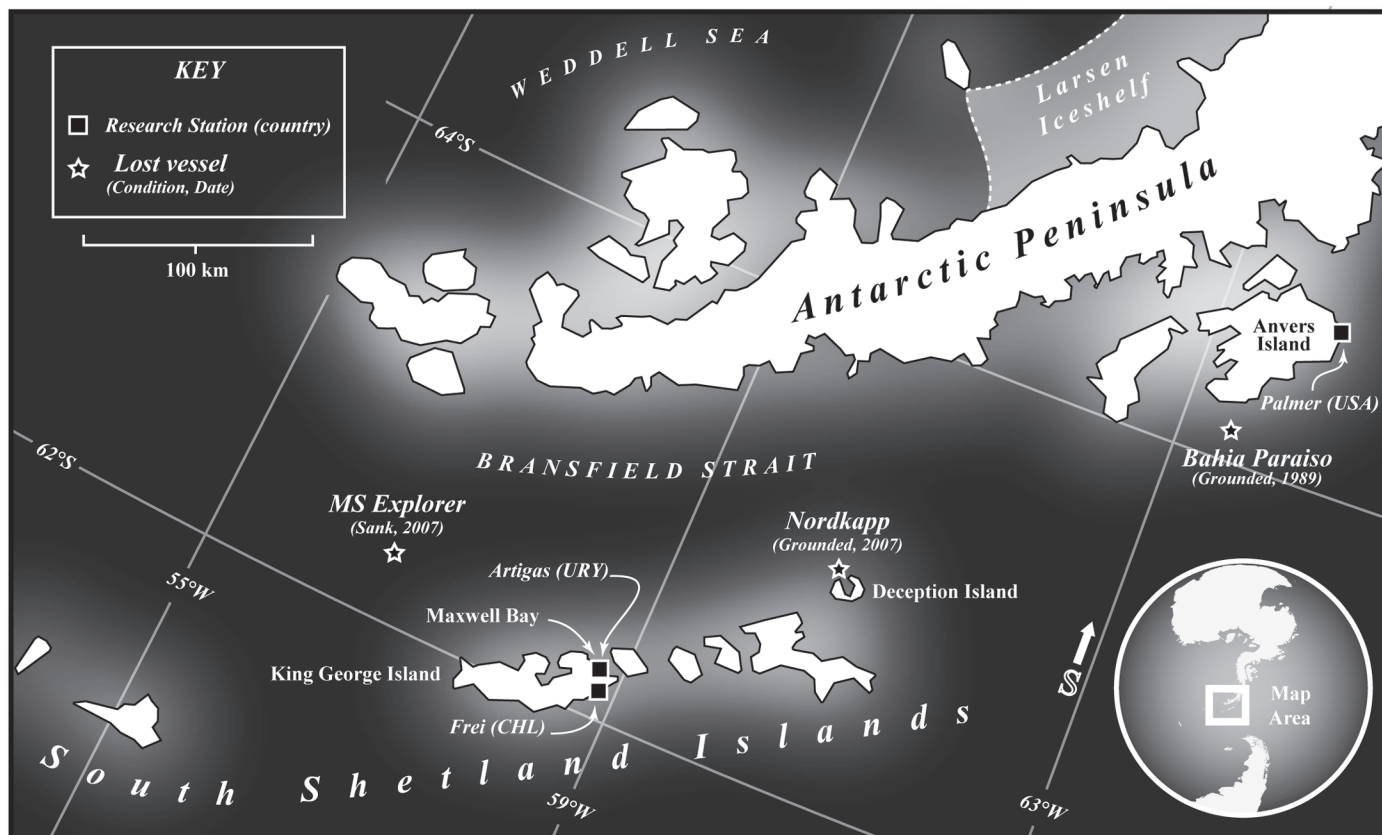 KEY
Research Station (country)
Lost vessel
(Condition, Date)
100 km
WEDDELL SEA
64°S
Larsen
Iceshelf
Antarctic Peninsula
Anvers
Island
Palmer (USA)
Bahia Paraiso
(Grounded, 1989)
62°S
BRANSFIELD STRAIT
MS Explorer
(Sank, 2007)
Nordkapp
(Grounded, 2007)
Deception Island
55°W
Artigas (URY)
Maxwell Bay
King George Island
Frei (CHL)
South Shetland Islands
S
Map
Area
59°W
63°W